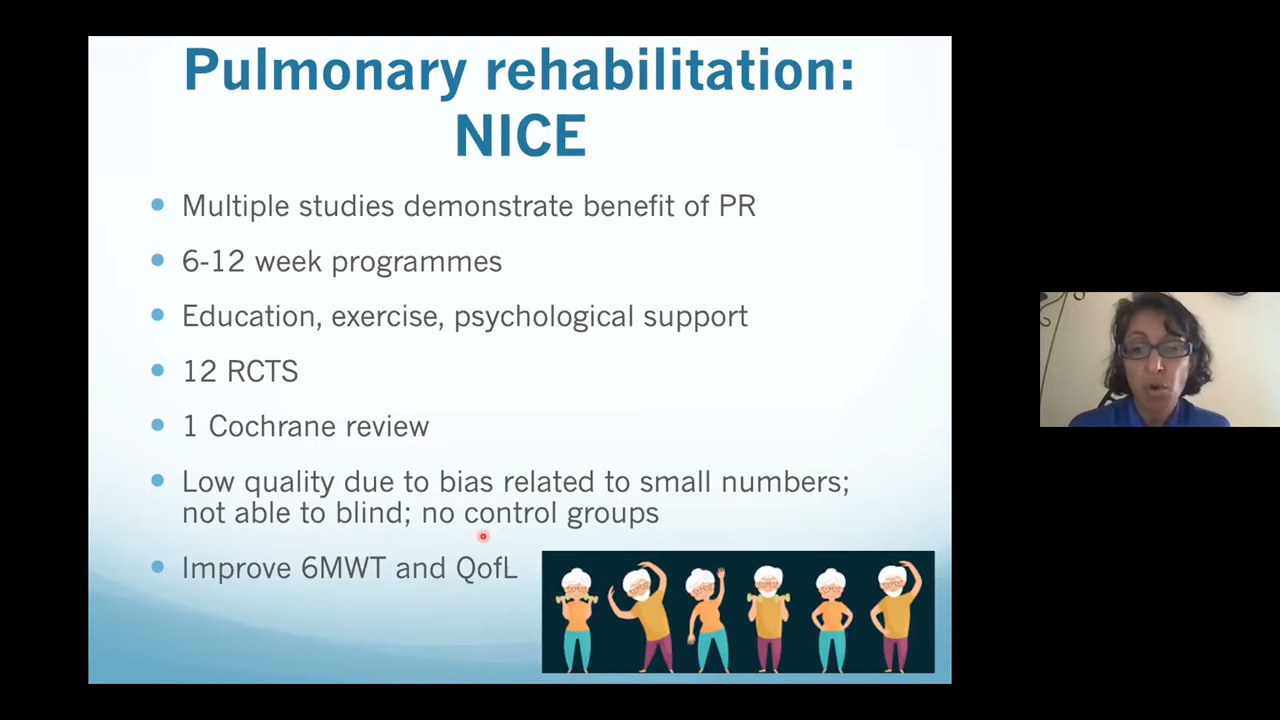 Pulmonary rehabilitation:
NICE
Multiple studies demonstrate benefit of PR
6-12 week programmes
Education, exercise, psychological support
12 RCTS
1 Cochrane review
Low quality due to bias related to small numbers;
not able to blind; no control groups
Improve 6MWT and QofL